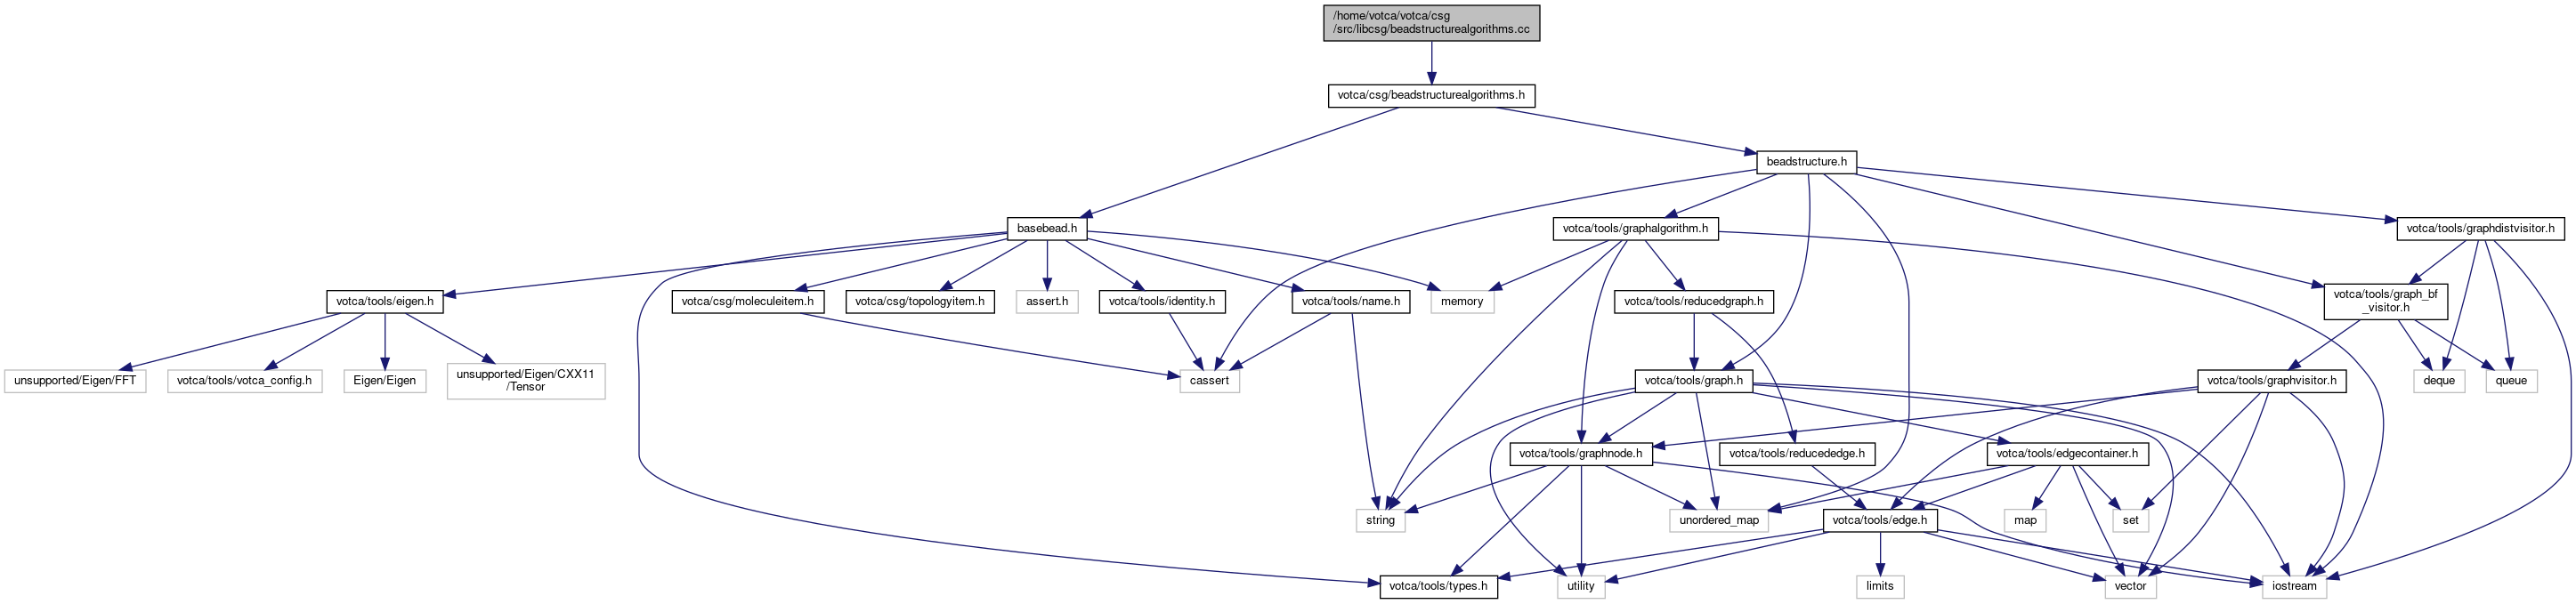 /home/votca/votca/csg
/src/libcsg/beadstructurealgorithms.cc
votca/csg/beadstructurealgorithms.h
beadstructure.h
basebead.h
votca/tools/graphalgorithm.h
votca/tools/graphdistvisitor.h
votca/tools/eigen.h
votca/csg/moleculeitem.h
votca/csg/topologyitem.h
assert.h
votca/tools/identity.h
votca/tools/name.h
memory
votca/tools/reducedgraph.h
votca/tools/graph_bf
_visitor.h
unsupported/Eigen/FFT
votca/tools/votca_config.h
Eigen/Eigen
unsupported/Eigen/CXX11
/Tensor
cassert
votca/tools/graph.h
votca/tools/graphvisitor.h
deque
queue
votca/tools/graphnode.h
votca/tools/reducededge.h
votca/tools/edgecontainer.h
string
unordered_map
votca/tools/edge.h
map
set
votca/tools/types.h
utility
limits
vector
iostream